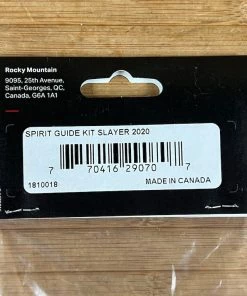 Rocky Mountain
9095, 25th Avenue,
Saint-Georges, QC,
Canada, G6A 1A1
SPIRIT GUIDE KIT SLAYER 2020
7 70416 29070 7
1810018 MADE IN CANADA